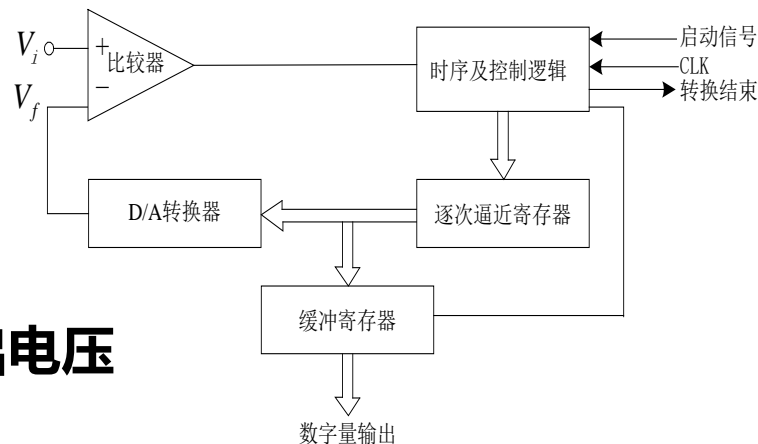 V_i
+
比较器
−
V_f
时序及控制逻辑
启动信号
CLK
转换结束
D/A转换器
逐次逼近寄存器
缓冲寄存器
电压
数字量输出